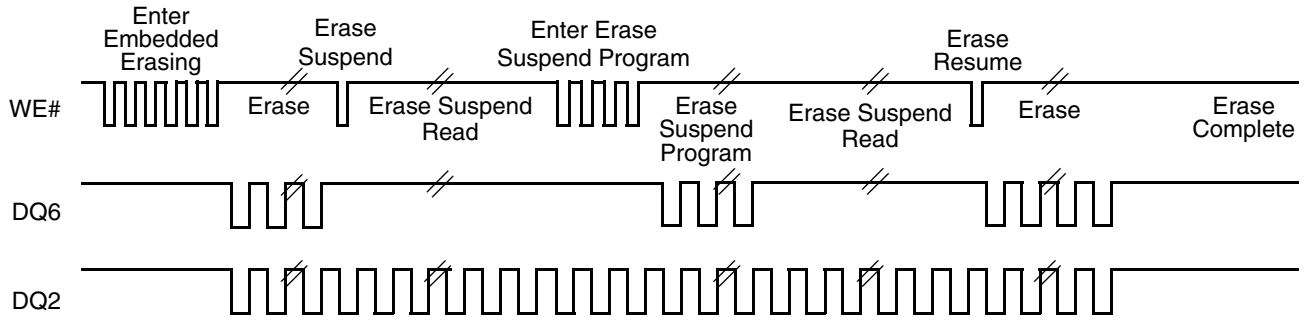 Enter
Embedded
Erasing
Erase
Suspend
Enter Erase
Suspend Program
Erase
Resume
WE#
Erase
Erase Suspend
Read
Erase
Suspend
Program
Erase Suspend
Read
Erase
Erase
Complete
DQ6
DQ2